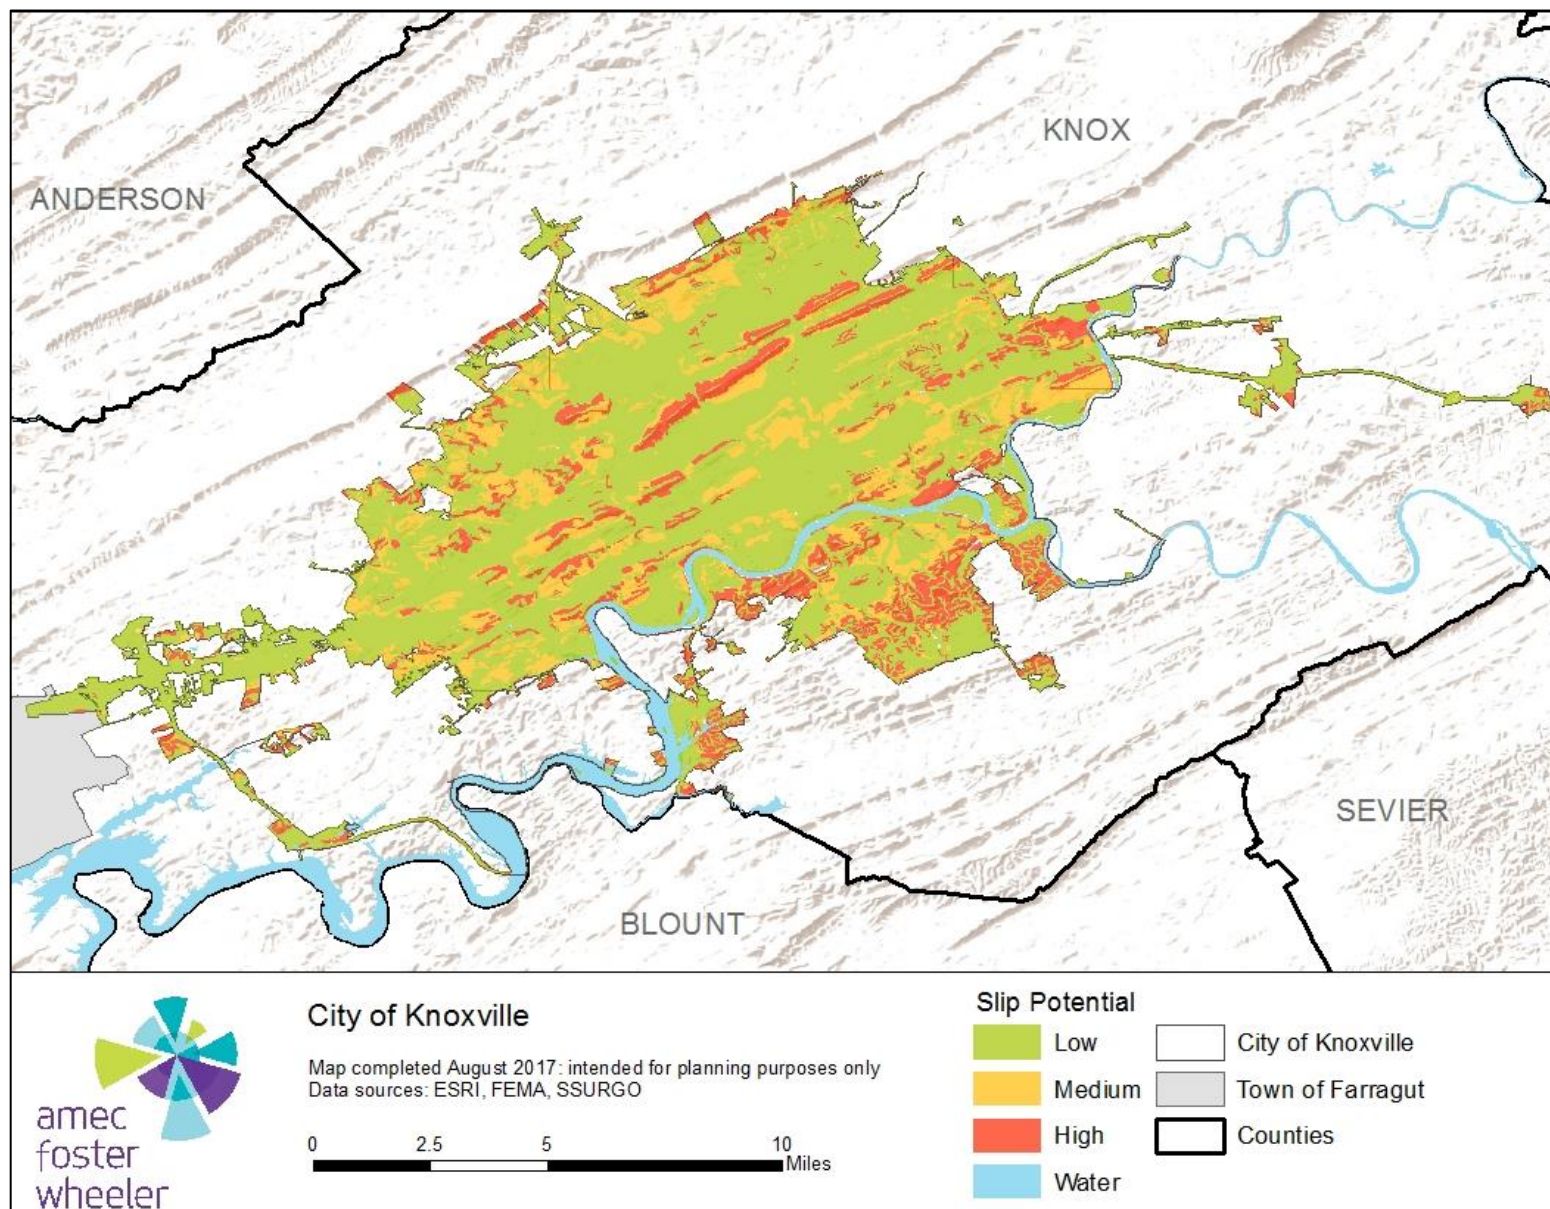 KNOX
ANDERSON
SEVIER
BLOUNT
amec
foster
wheeler
City of Knoxville
Map completed August 2017: intended for planning purposes only
Data sources: ESRI, FEMA, SSURGO
0 2.5 5 10
Miles
Slip Potential
Low
Medium
High
Water
City of Knoxville
Town of Farragut
Counties